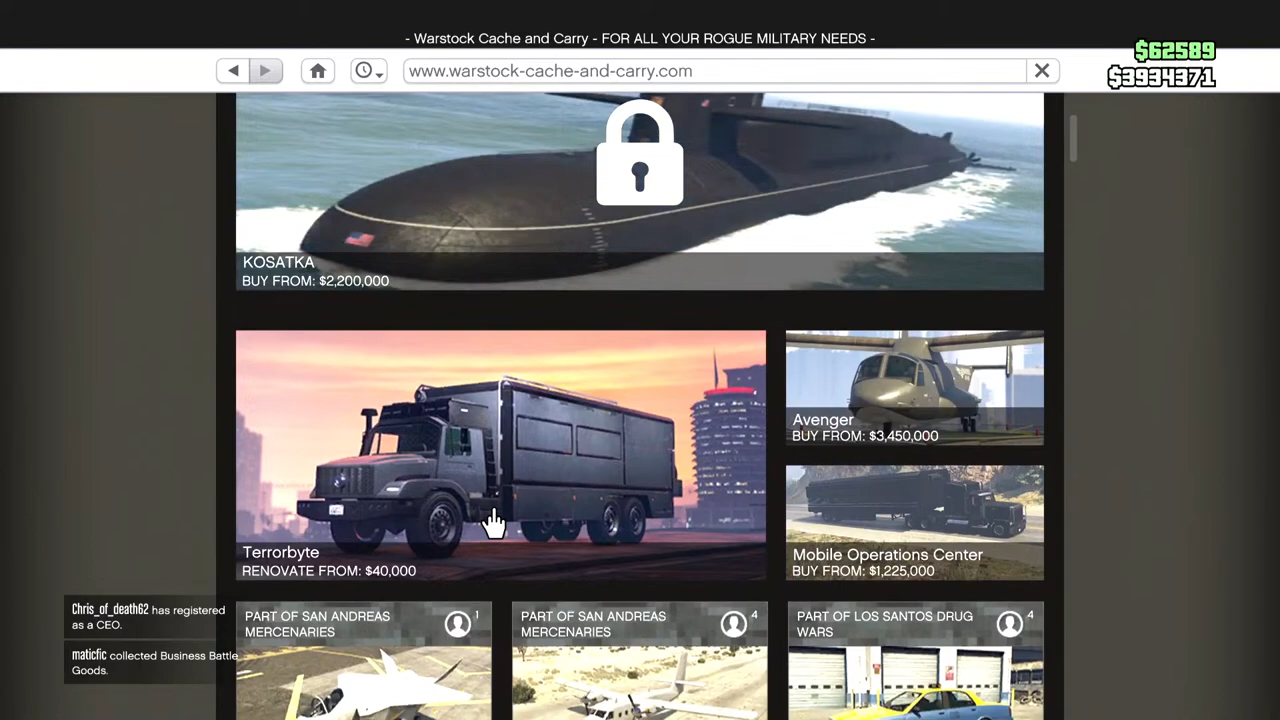 - Warstock Cache and Carry - FOR ALL YOUR ROGUE MILITARY NEEDS -
$62589
www.warstock-cache-and-carry.com
$3934371
KOSATKA
BUY FROM: $2,200,000
Terrorbyte
RENOVATE FROM: $40,000
Avenger
BUY FROM: $3,450,000
Mobile Operations Center
BUY FROM: $1,225,000
PART OF SAN ANDREAS
MERCENARIES
1
PART OF SAN ANDREAS
MERCENARIES
4
PART OF LOS SANTOS DRUG
WARS
4
Chris_of_death62 has registered
as a CEO.
maticfic collected Business Battle
Goods.